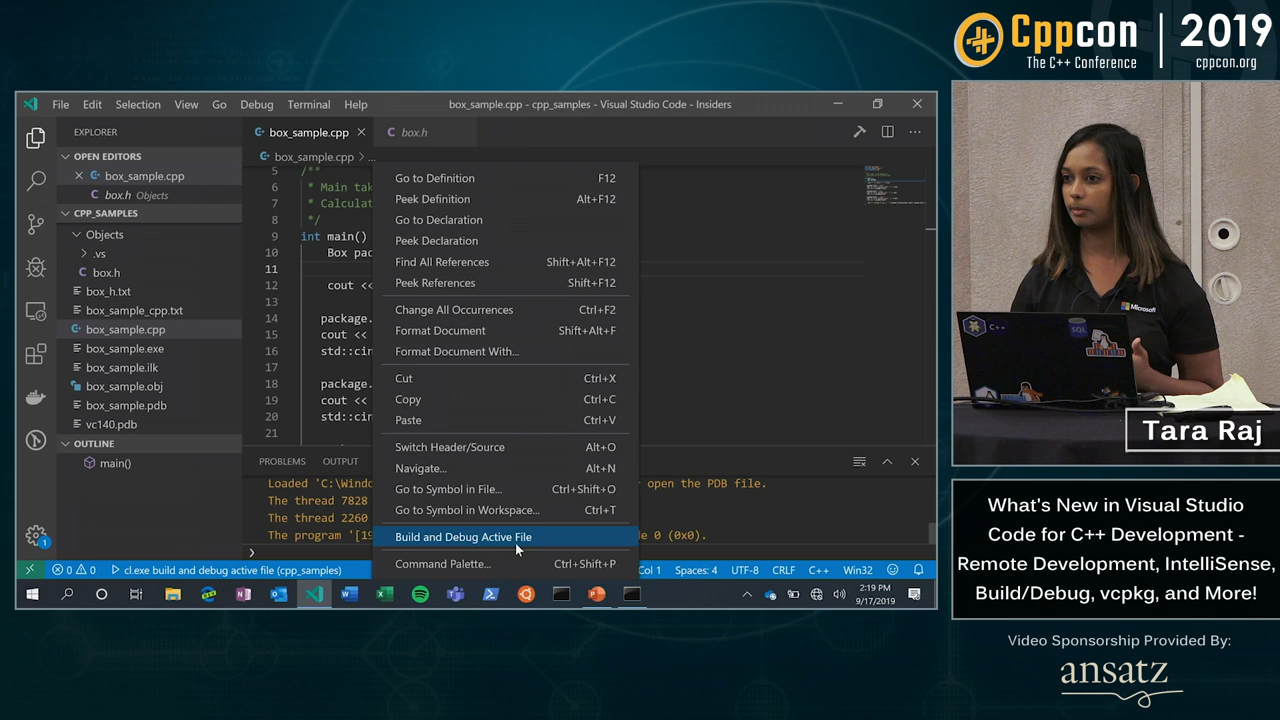 Cppcon
The C++ Conference
2019
cppcon.org
File Edit Selection View Go Debug Terminal Help
box_sample.cpp - cpp_samples - Visual Studio Code - Insiders
EXPLORER
OPEN EDITORS
box_sample.cpp
box.h Objects
CPP_SAMPLES
Objects
.vs
box.h
box_h.txt
box_sample_cpp.txt
box_sample.cpp
box_sample.exe
box_sample.ilk
box_sample.obj
box_sample.pdb
vc140.pdb
OUTLINE
main()
1
box_sample.cpp
box.h
box_sample.cpp > ...
5 /**
6 * Main tak
7 * Calculat
8 */
9 int main()
10 Box pac
11
12 cout <<
13
14 package.
15 cout <<
16 std::cin
17
18 package.
19 cout <<
20 std::cin
21
Go to Definition F12
Peek Definition Alt+F12
Go to Declaration
Peek Declaration
Find All References Shift+Alt+F12
Peek References Shift+F12
Change All Occurrences Ctrl+F2
Format Document Shift+Alt+F
Format Document With...
Cut Ctrl+X
Copy Ctrl+C
Paste Ctrl+V
Switch Header/Source Alt+O
Navigate... Alt+N
Go to Symbol in File... Ctrl+Shift+O
Go to Symbol in Workspace... Ctrl+T
Build and Debug Active File
Command Palette... Ctrl+Shift+P
PROBLEMS OUTPUT
Loaded 'C:\Windo
r open the PDB file.
The thread 7828
The thread 2260
The program '[19
de 0 (0x0).
0 0 cl.exe build and debug active file (cpp_samples)
Col 1 Spaces: 4 UTF-8 CRLF C++ Win32
2:19 PM
9/17/2019
Microsoft
C++
SQL
Tara Raj
What's New in Visual Studio
Code for C++ Development -
Remote Development, IntelliSense,
Build/Debug, vcpkg, and More!
Video Sponsorship Provided By:
ansatz